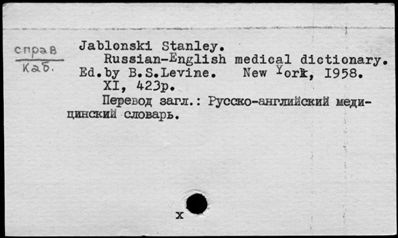 справ
Каб.
Jablonski Stanley.
Russian-English medical dictionary.
Ed.by B.S.Levine. New York, 1958.
XI, 423p.
Перевод загл.: Русско-английский меди-
цинский словарь.
x